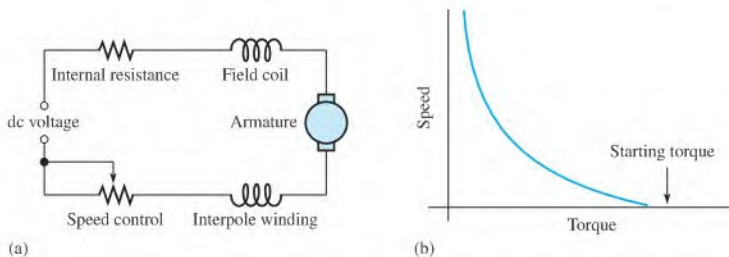 Internal resistance
Field coil
dc voltage
Armature
Speed control
Interpole winding
(a)
Speed
Starting torque
Torque
(b)